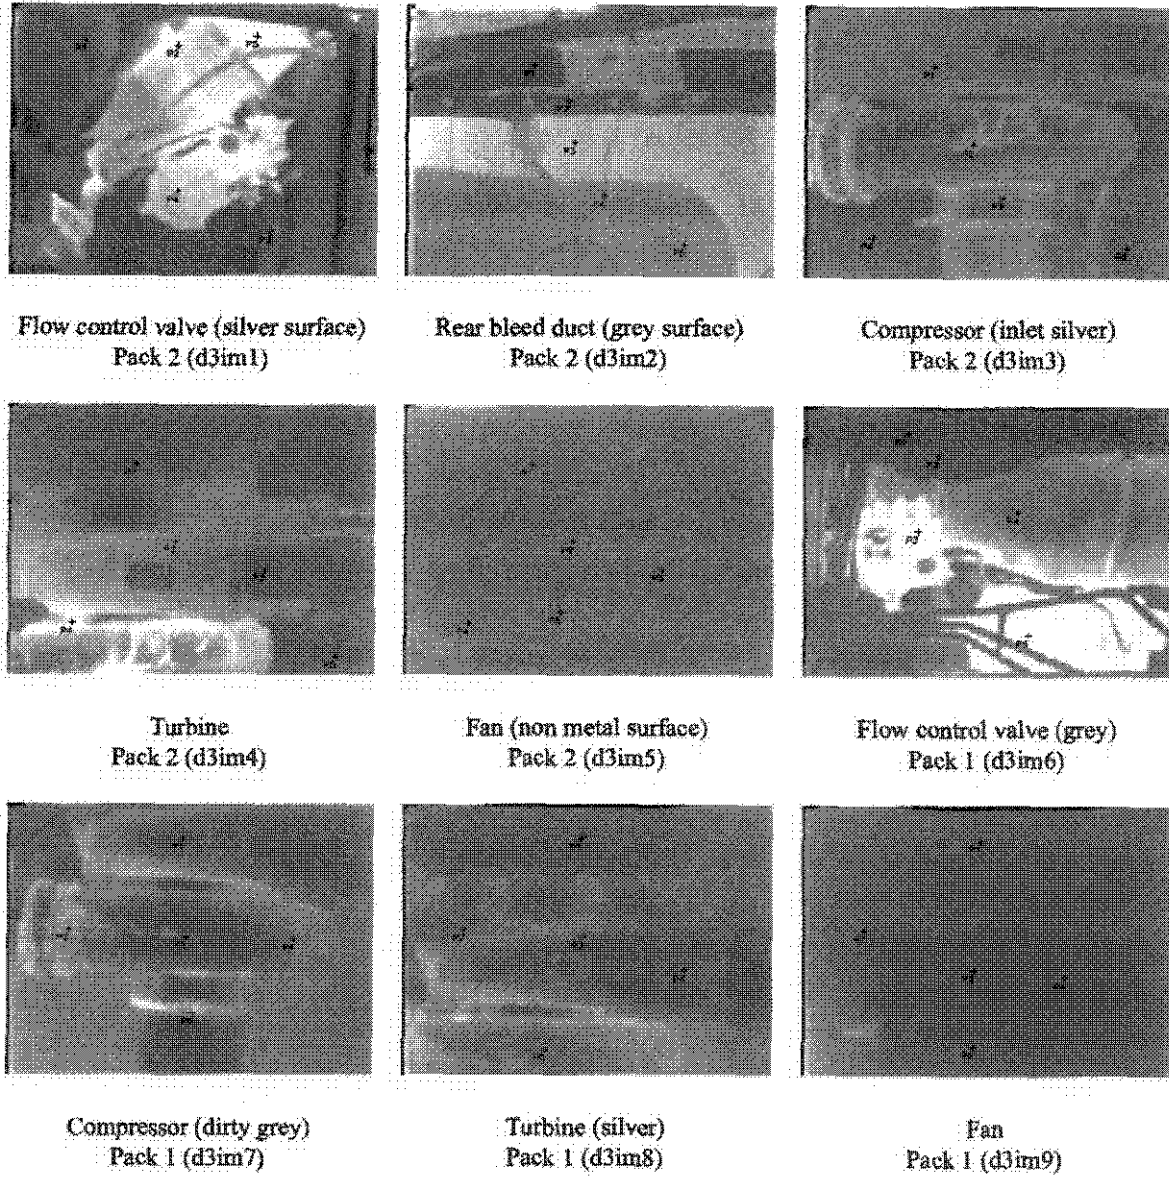 Flow control valve (silver surface)
Pack 2 (d3im1)
Rear bleed duct (grey surface)
Pack 2 (d3im2)
Compressor (inlet silver)
Pack 2 (d3im3)
Turbine
Pack 2 (d3im4)
Fan (non metal surface)
Pack 2 (d3im5)
Flow control valve (grey)
Pack 1 (d3im6)
Compressor (dirty grey)
Pack 1 (d3im7)
Turbine (silver)
Pack 1 (d3im8)
Fan
Pack 1 (d3im9)